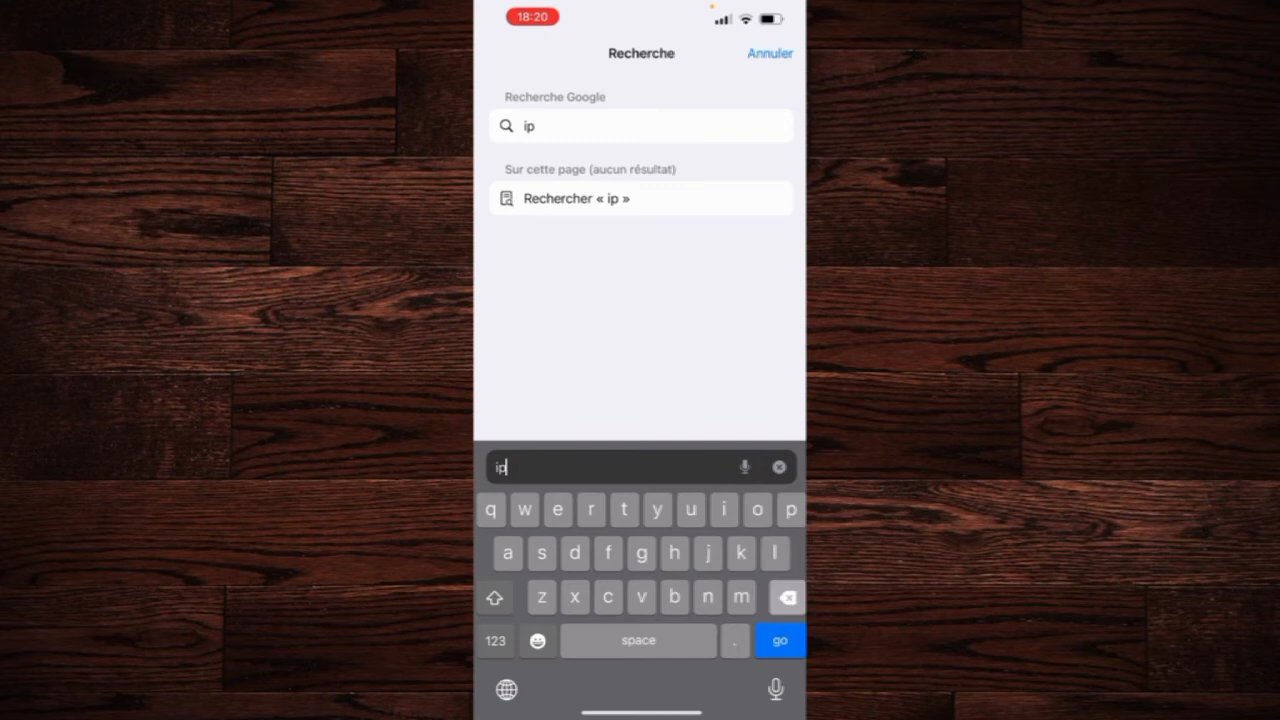 18:20
Recherche
Annuler
Recherche Google
ip
Sur cette page (aucun résultat)
Rechercher « ip »
ip
q w e r t y u i o p
a s d f g h j k l
z x c v b n m
123 space . go